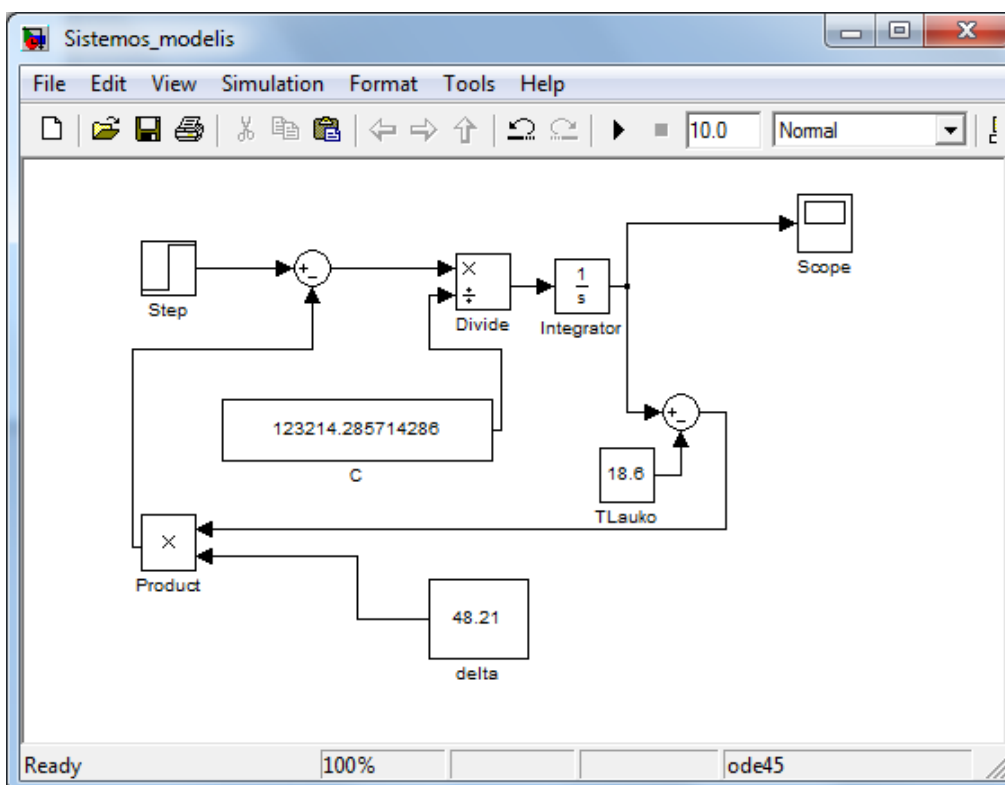 Sistemos_modelis
File Edit View Simulation Format Tools Help
10.0 Normal
Step
+
−
×
÷
Divide
1
s
Integrator
Scope
123214.285714286
C
+
−
18.6
TLauko
×
Product
48.21
delta
Ready 100% ode45